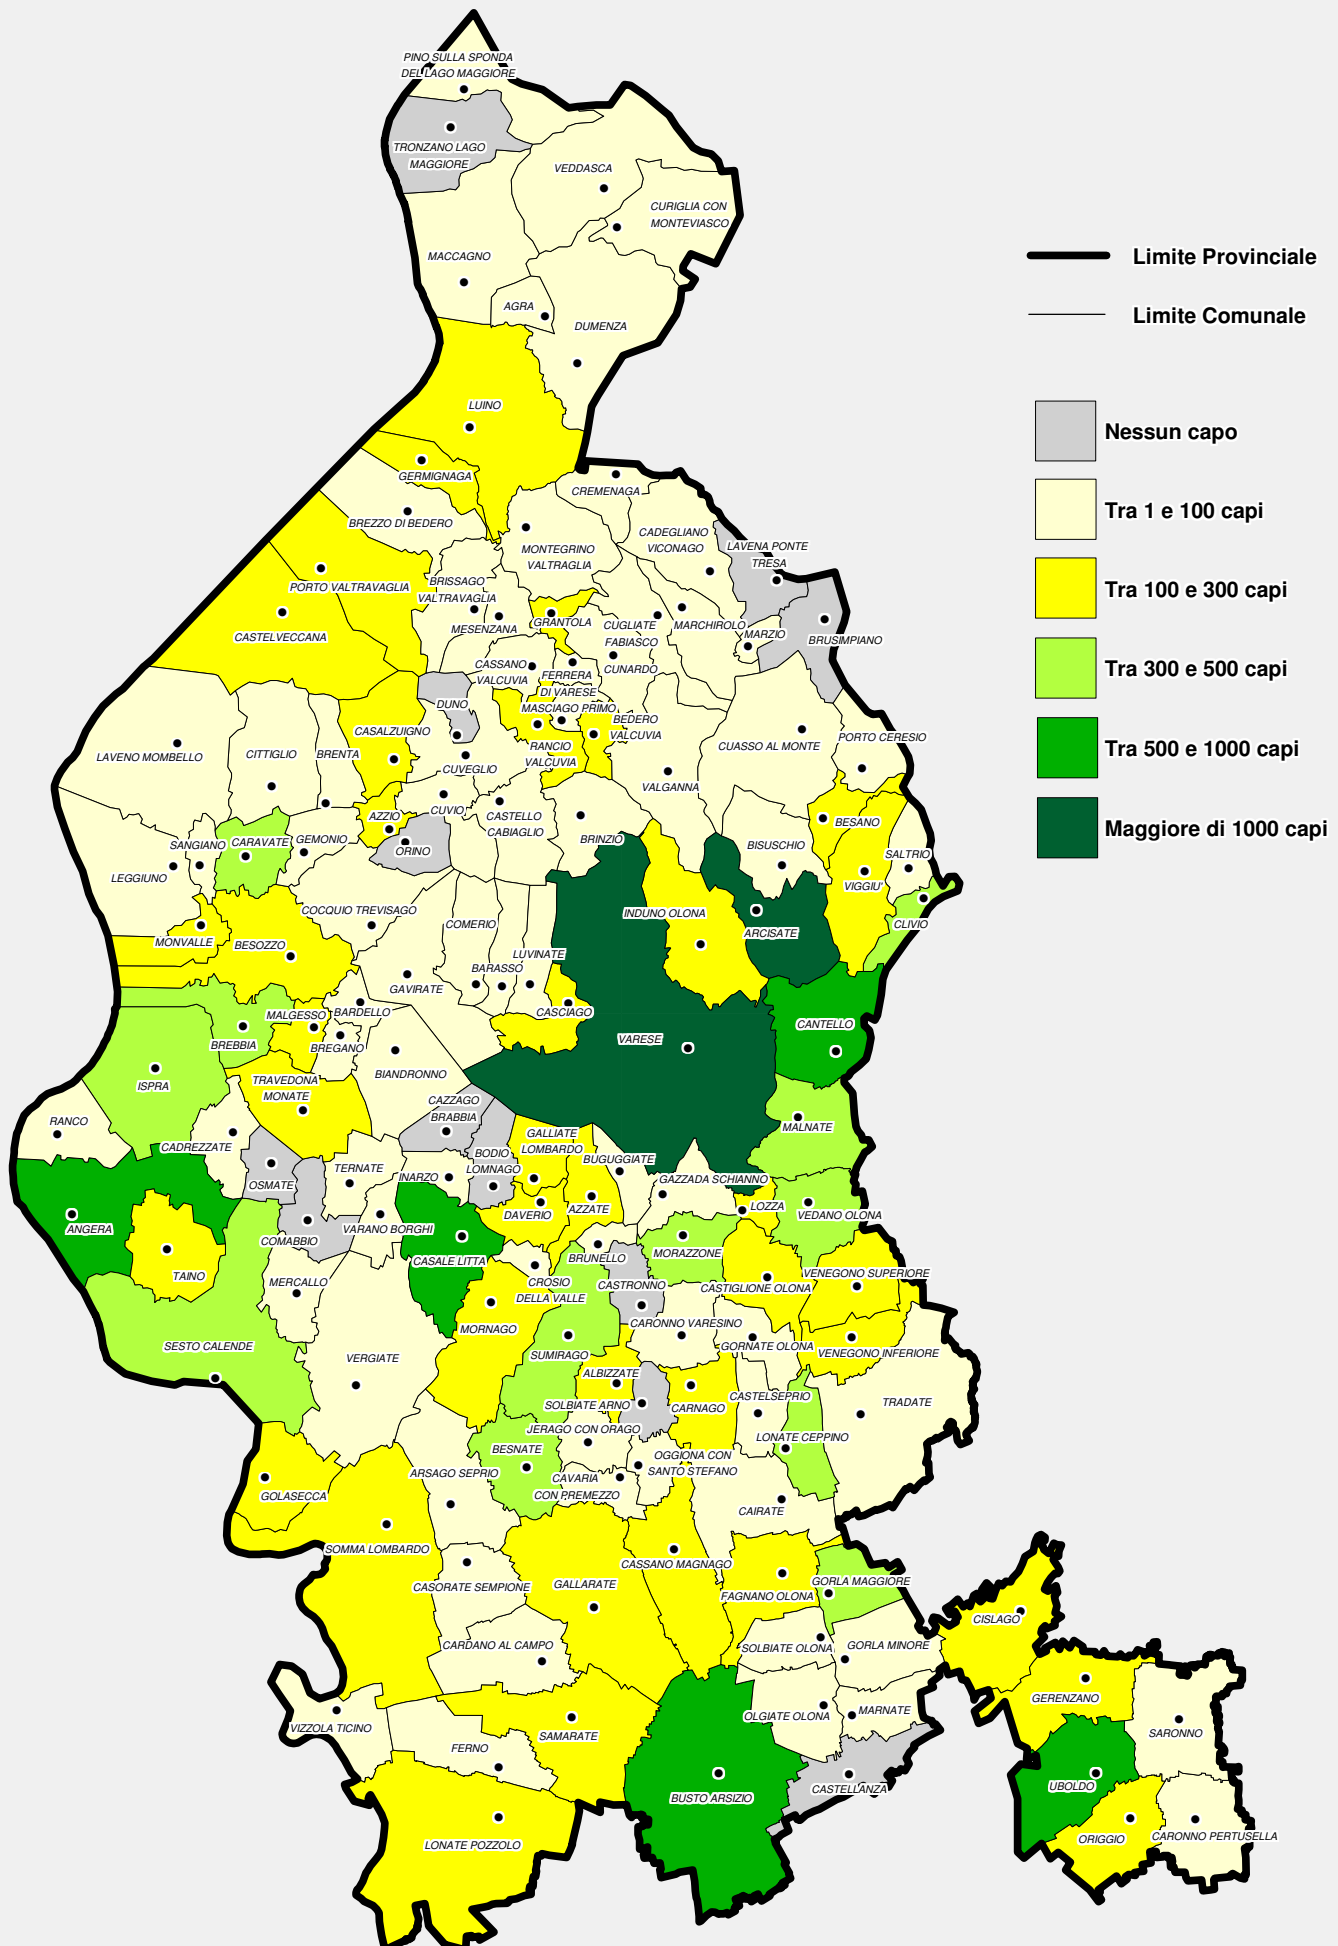 PINO SULLA SPONDA
DEL LAGO MAGGIORE
TRONZANO LAGO
MAGGIORE
VEDDASCA
CURIGLIA CON
MONTEVIASCO
MACCAGNO
AGRA
DUMENZA
Limite Provinciale
Limite Comunale
Nessun capo
Tra 1 e 100 capi
Tra 100 e 300 capi
Tra 300 e 500 capi
Tra 500 e 1000 capi
Maggiore di 1000 capi
LUINO
GERMIGNAGA
CREMENAGA
BREZZO DI BEDERO
MONTEGRINO
VALTRAGLIA
CADEGLIANO
VICONAGO
LAVENA PONTE
TRESA
PORTO VALTRAVAGLIA
BRISSAGO
VALTRAVAGLIA
CASTELVECCANA
MESENZANA
GRANTOLA
CUGLIATE
FABIASCO
MARCHIROLO
MARZIO
BRUSIMPIANO
CUNARDO
CASSANO
VALCUVIA
FERRERA
DI VARESE
DUNO
MASCIAGO PRIMO
BEDERO
VALCUVIA
CASALZUIGNO
LAVENO MOMBELLO
CITTIGLIO
BRENTA
RANCIO
VALCUVIA
CUASSO AL MONTE
PORTO CERESIO
CUVEGLIO
VALGANNA
CUVIO
CASTELLO
CABIAGLIO
AZZIO
BESANO
BRINZIO
BISUSCHIO
SANGIANO
CARAVATE
GEMONIO
ORINO
SALTRIO
LEGGIUNO
VIGGIU'
COCQUIO TREVISAGO
COMERIO
INDUNO OLONA
ARCISATE
CLIVIO
MONVALLE
BESOZZO
LUVINATE
BARASSO
GAVIRATE
BARDELLO
CASCIAGO
MALGESSO
BREBBIA
BREGANO
VARESE
CANTELLO
BIANDRONNO
ISPRA
TRAVEDONA
MONATE
CAZZAGO
BRABBIA
RANCO
CADREZZATE
GALLIATE
LOMBARDO
MALNATE
BODIO
LOMNAGO
BUGUGGIATE
OSMATE
TERNATE
INARZO
GAZZADA SCHIANNO
ANGERA
COMABBIO
VARANO BORGHI
DAVERIO
AZZATE
LOZZA
VEDANO OLONA
TAINO
CASALE LITTA
BRUNELLO
MORAZZONE
MERCALLO
CROSIO
DELLA VALLE
CASTRONNO
CASTIGLIONE OLONA
VENEGONO SUPERIORE
MORNAGO
CARONNO VARESINO
SESTO CALENDE
VERGIATE
SUMIRAGO
GORNATE OLONA
VENEGONO INFERIORE
ALBIZZATE
SOLBIATE ARNO
CARNAGO
CASTELSEPRIO
TRADATE
JERAGO CON ORAGO
LONATE CEPPINO
BESNATE
OGGIONA CON
SANTO STEFANO
ARSAGO SEPRIO
CAVARIA
CON PREMEZZO
GOLASECCA
CAIRATE
SOMMA LOMBARDO
CASSANO MAGNAGO
CASORATE SEMPIONE
GALLARATE
FAGNANO OLONA
GORLA MAGGIORE
CISLAGO
CARDANO AL CAMPO
SOLBIATE OLONA
GORLA MINORE
GERENZANO
VIZZOLA TICINO
OLGIATE OLONA
MARNATE
FERNO
SAMARATE
SARONNO
BUSTO ARSIZIO
CASTELLANZA
UBOLDO
LONATE POZZOLO
ORIGGIO
CARONNO PERTUSELLA